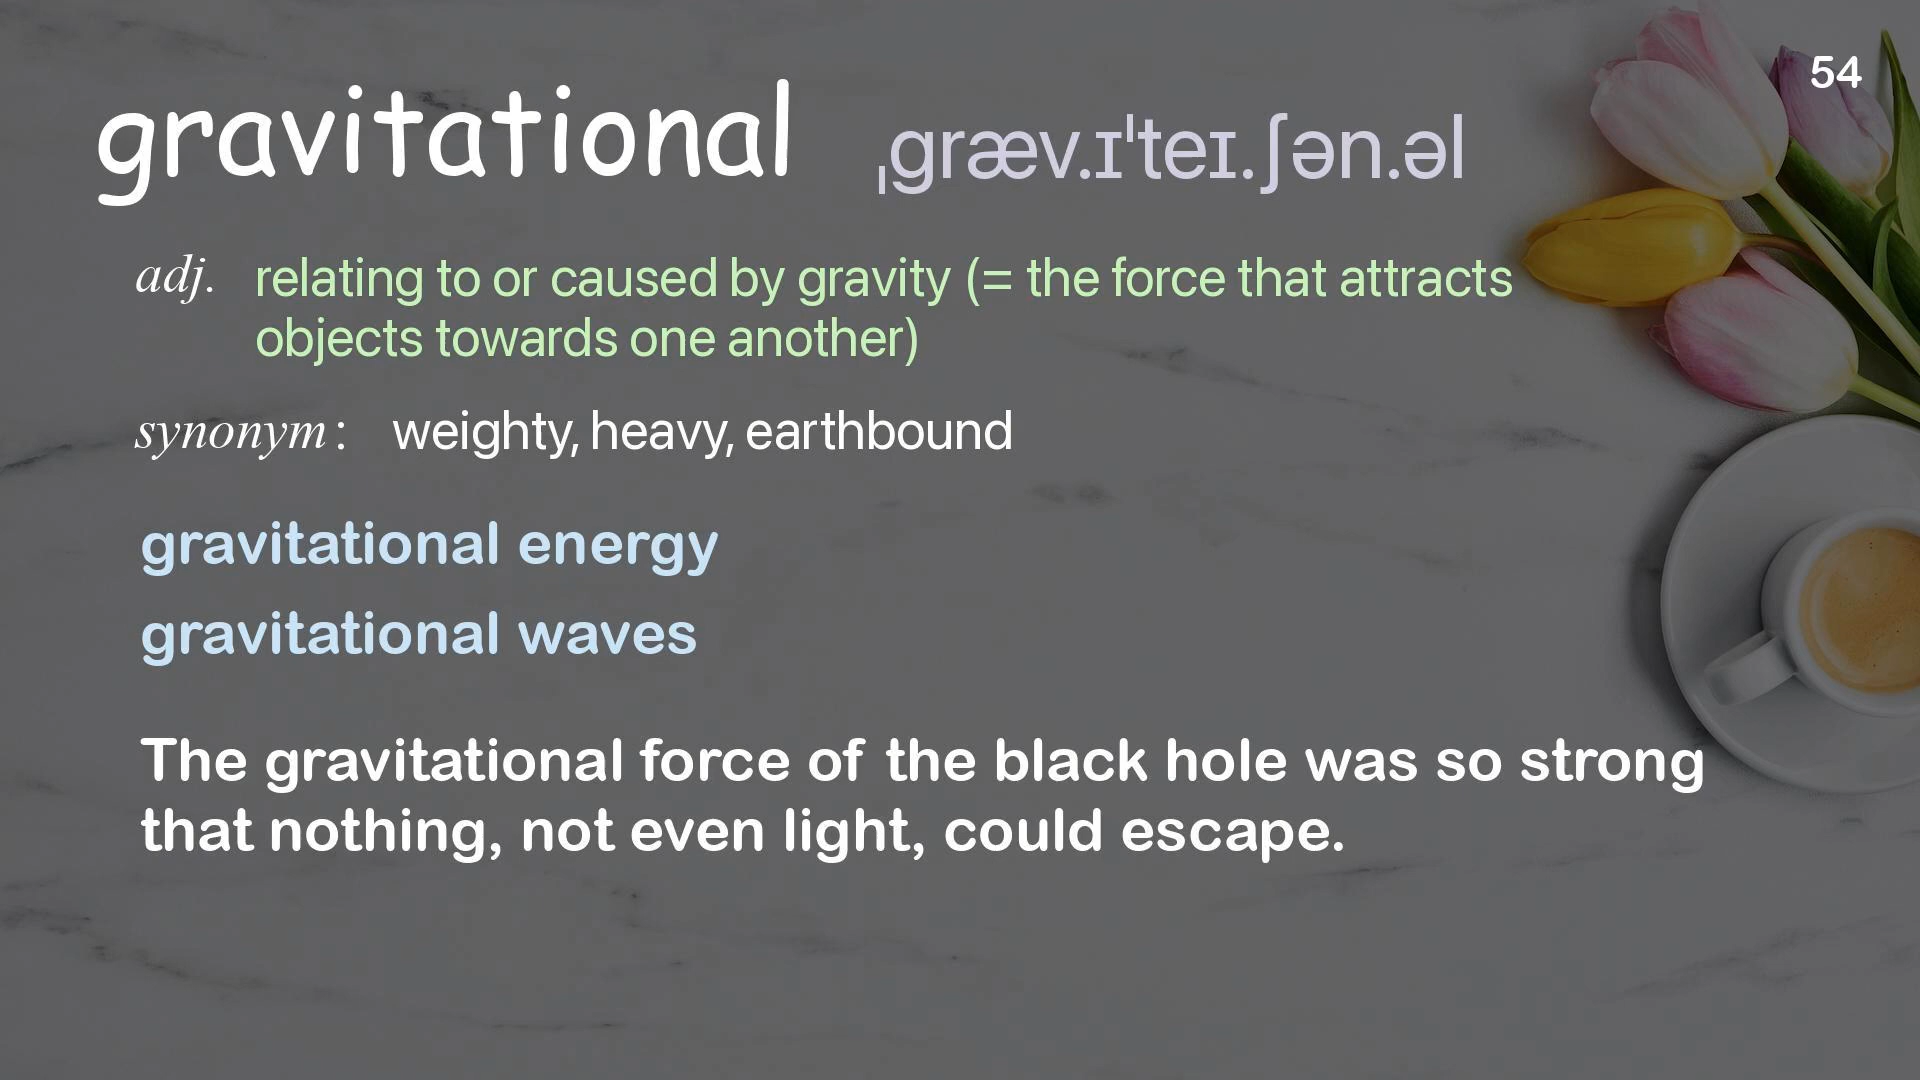 54
gravitational ˌɡræv.ɪˈteɪ.ʃən.əl
adj. relating to or caused by gravity (= the force that attracts
objects towards one another)
synonym: weighty, heavy, earthbound
gravitational energy
gravitational waves
The gravitational force of the black hole was so strong
that nothing, not even light, could escape.